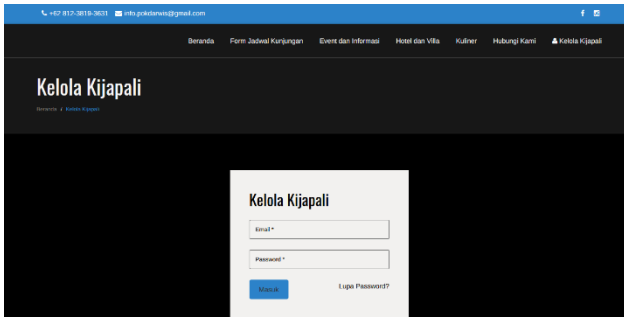 +62 812-3819-3631 info.pokdarwis@gmail.com
Beranda Form Jadwal Kunjungan Event dan Informasi Hotel dan Villa Kuliner Hubungi Kami Kelola Kijapali
Kelola Kijapali
Beranda / Kelola Kijapali
Kelola Kijapali
Email *
Password *
Masuk Lupa Password?